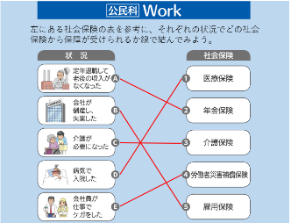 公民科 Work
左にある社会保険の表を参考に、それぞれの状況でどの社会
保険から保障が受けられるか線で結んでみよう。
状況
社会保険
定年退職して
老後の収入が
なくなった
A
会社が
倒産し、
失業した
B
介護が
必要になった
C
病気で
入院した
D
会社員が
仕事で
ケガをした
E
1
医療保険
2
年金保険
3
介護保険
4
労働者災害補償保険
5
雇用保険